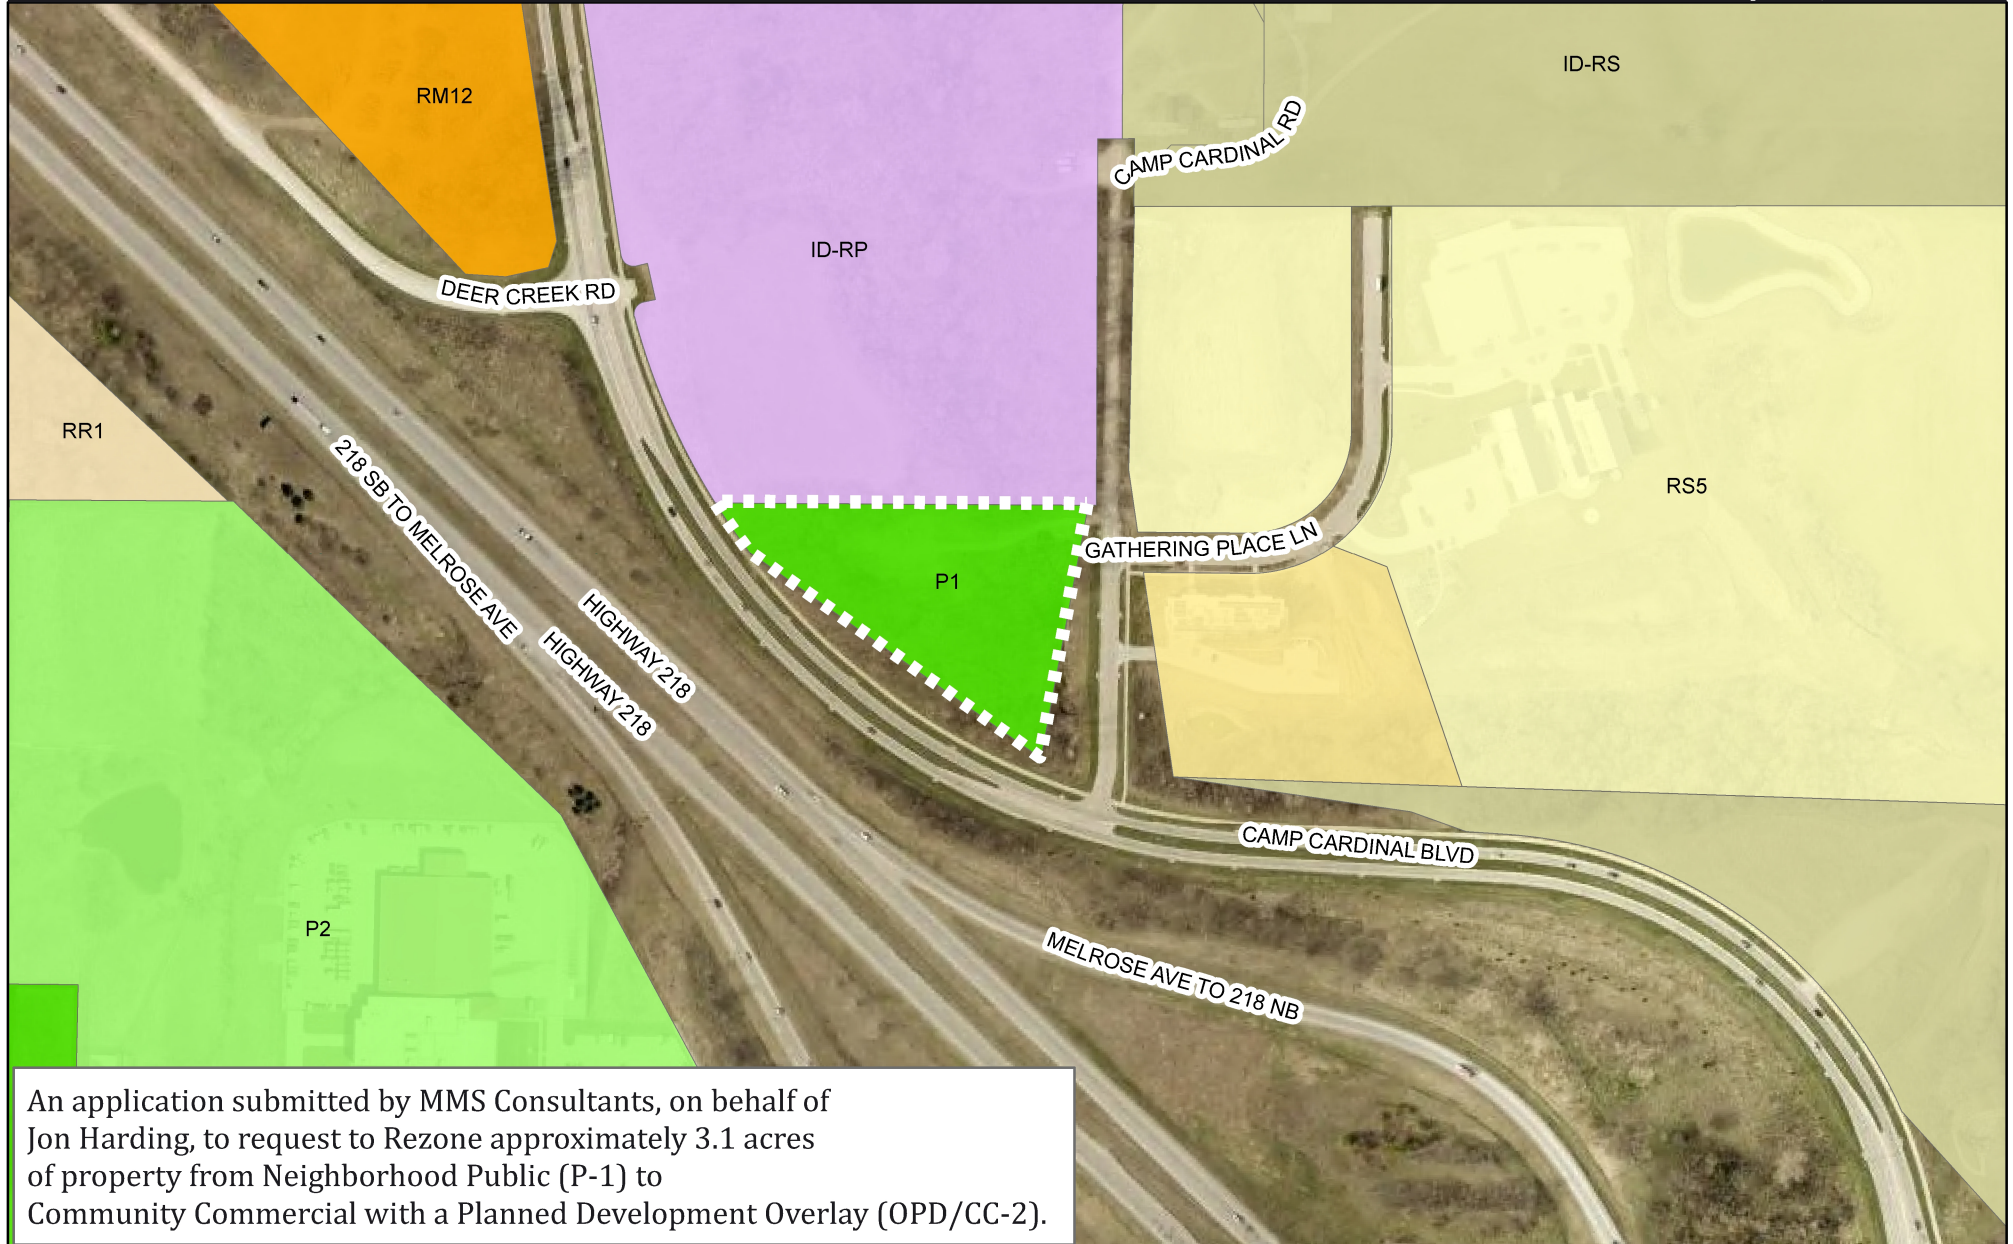 ID-RS
RM12
CAMP CARDINAL RD
ID-RP
DEER CREEK RD
RR1
218 SB TO MELROSE AVE
RS5
GATHERING PLACE LN
P1
HIGHWAY 218
HIGHWAY 218
CAMP CARDINAL BLVD
P2
MELROSE AVE TO 218 NB
An application submitted by MMS Consultants, on behalf of
Jon Harding, to request to Rezone approximately 3.1 acres
of property from Neighborhood Public (P-1) to
Community Commercial with a Planned Development Overlay (OPD/CC-2).